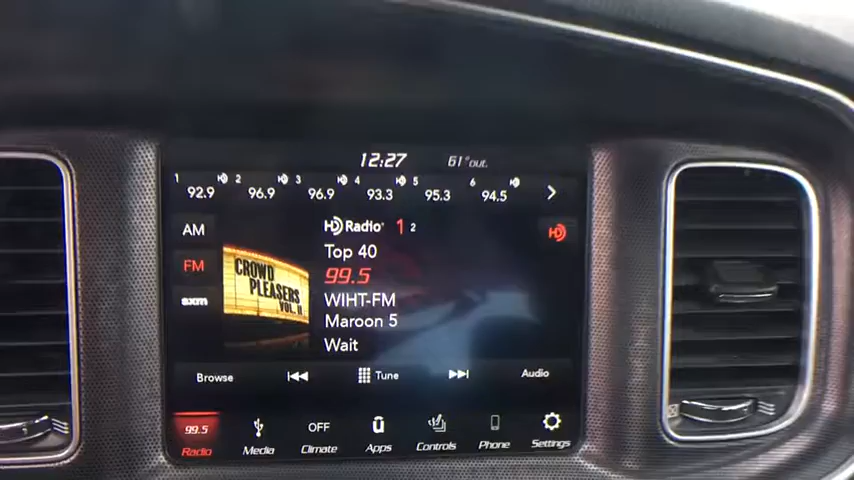 12:27 61°out.
1 2 3 4 5 6
92.9 96.9 96.9 93.3 95.3 94.5
AM
HD Radio 1 2
HD
Top 40
FM
99.5
CROWD
PLEASERS
VOL. II
sxm
WIHT-FM
Maroon 5
Wait
Browse Tune Audio
99.5 OFF
Radio Media Climate Apps Controls Phone Settings